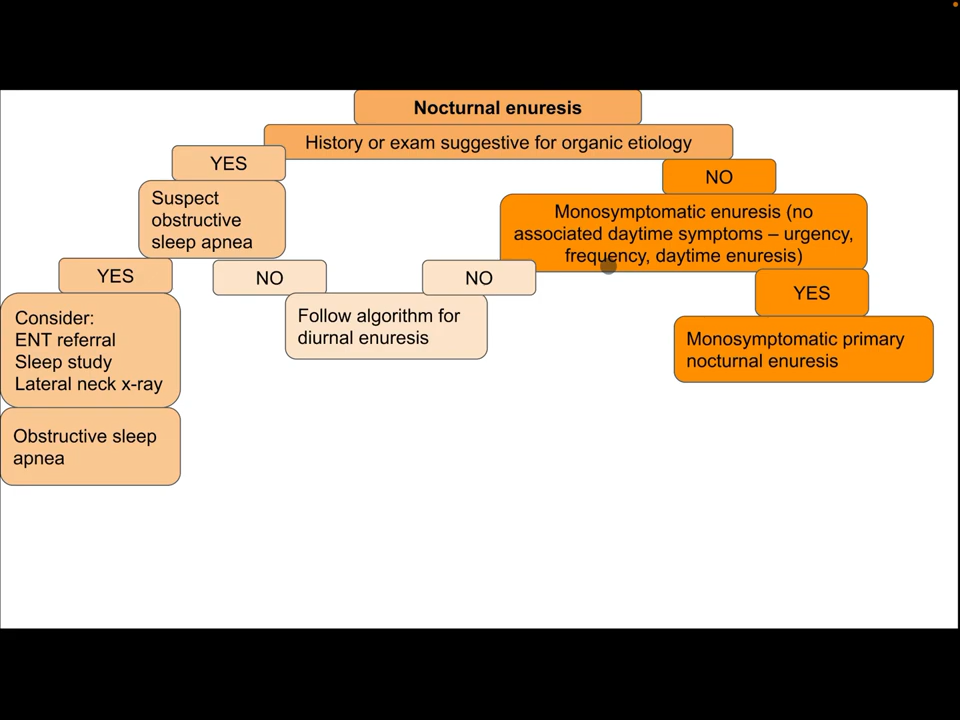 Nocturnal enuresis
History or exam suggestive for organic etiology
YES
NO
Suspect
obstructive
sleep apnea
Monosymptomatic enuresis (no
associated daytime symptoms – urgency,
frequency, daytime enuresis)
YES
NO
NO
YES
Consider:
ENT referral
Sleep study
Lateral neck x-ray
Follow algorithm for
diurnal enuresis
Monosymptomatic primary
nocturnal enuresis
Obstructive sleep
apnea